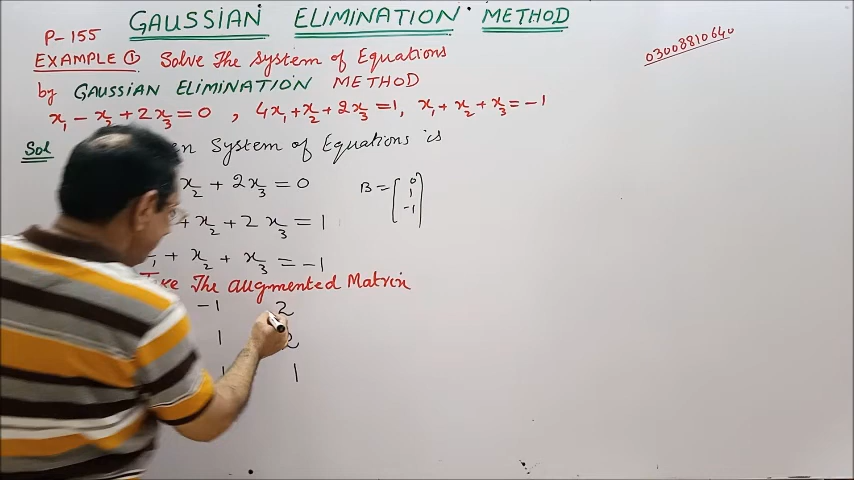 GAUSSIAN ELIMINATION METHOD
P-155
03008810640
EXAMPLE ① Solve The System of Equations
by GAUSSIAN ELIMINATION METHOD
x₁ - x₂ + 2x₃ = 0 , 4x₁ + x₂ + 2x₃ = 1, x₁ + x₂ + x₃ = -1
Sol System of Equations is
x₂ + 2x₃ = 0
B = [0 1 -1]
+ x₂ + 2x₃ = 1
+ x₂ + x₃ = -1
The augmented Matrix
-1 2
1 2
1 1